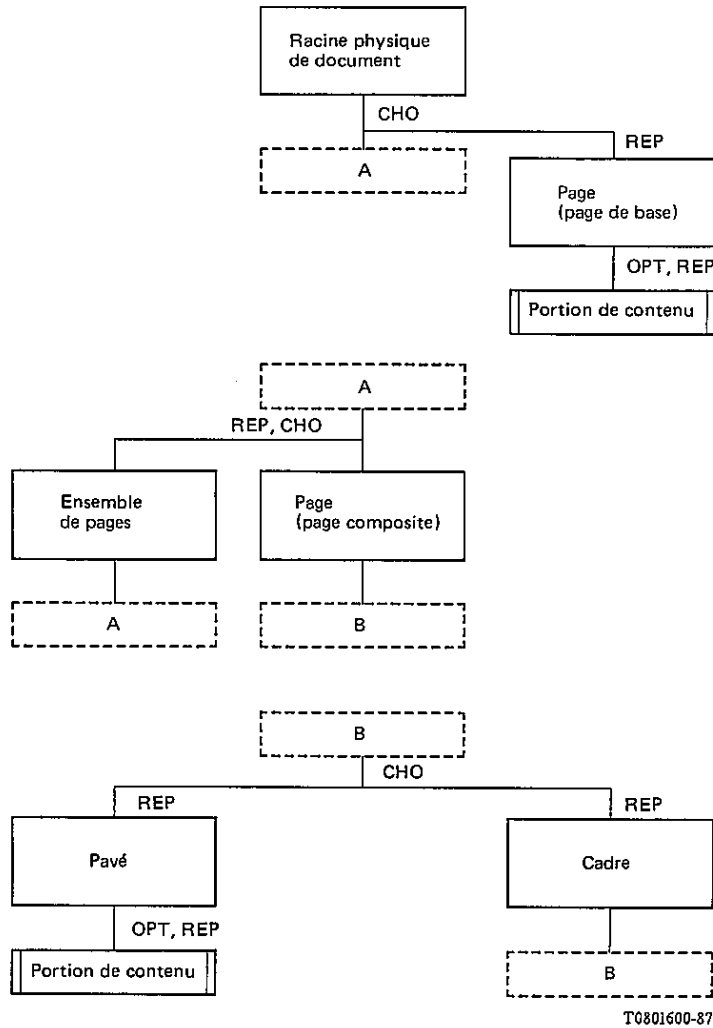 Racine physique
de document
CHO
REP
A
Page
(page de base)
OPT, REP
Portion de contenu
A
REP, CHO
Ensemble
de pages
Page
(page composite)
A
B
B
CHO
REP
REP
Pavé
Cadre
OPT, REP
Portion de contenu
B
T0801600-87